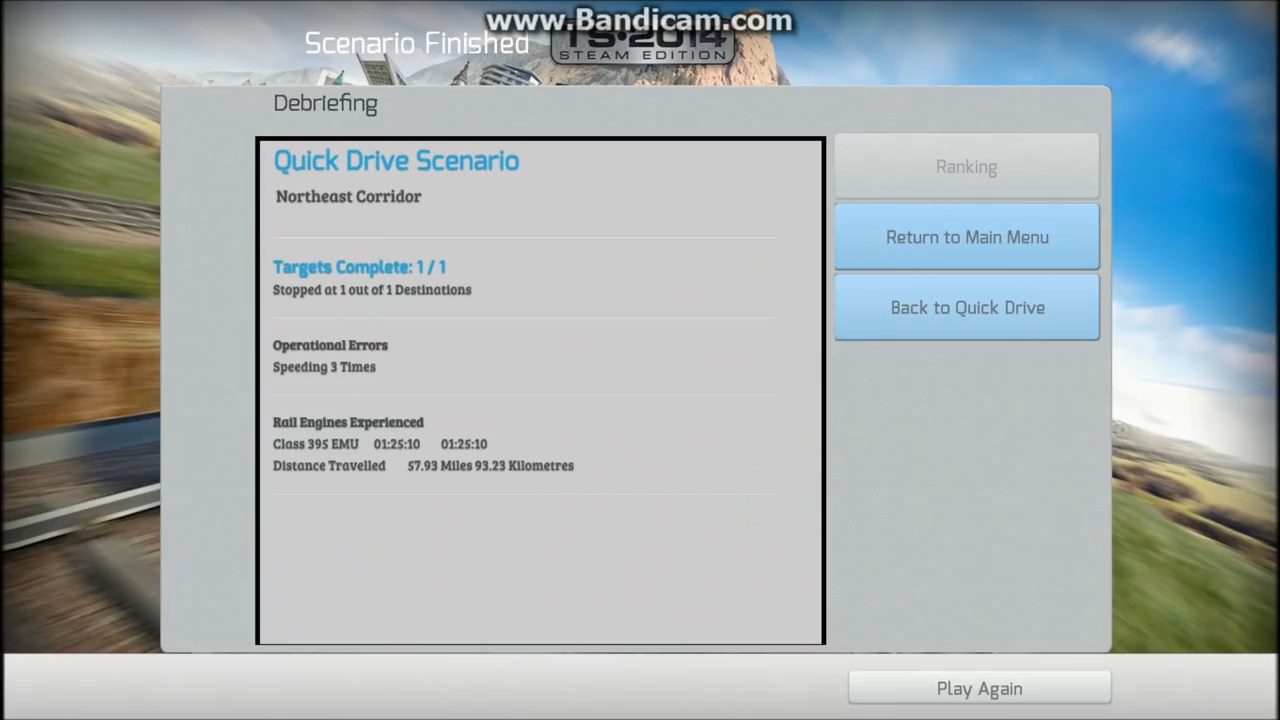 www.Bandicam.com
Scenario Finished
TS2014
STEAM EDITION
Debriefing
Quick Drive Scenario
Northeast Corridor
Targets Complete: 1 / 1
Stopped at 1 out of 1 Destinations
Operational Errors
Speeding 3 Times
Rail Engines Experienced
Class 395 EMU 01:25:10 01:25:10
Distance Travelled 57.93 Miles 93.23 Kilometres
Ranking
Return to Main Menu
Back to Quick Drive
Play Again